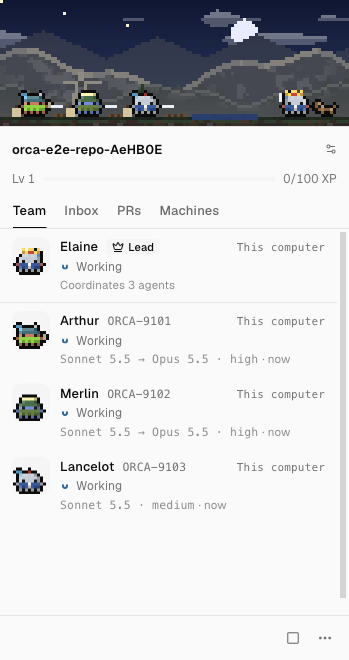 orca-e2e-repo-AeHB0E
Lv 1 0/100 XP
Team Inbox PRs Machines
Elaine Lead This computer
Working
Coordinates 3 agents
Arthur ORCA-9101 This computer
Working
Sonnet 5.5 → Opus 5.5 · high · now
Merlin ORCA-9102 This computer
Working
Sonnet 5.5 → Opus 5.5 · high · now
Lancelot ORCA-9103 This computer
Working
Sonnet 5.5 · medium · now